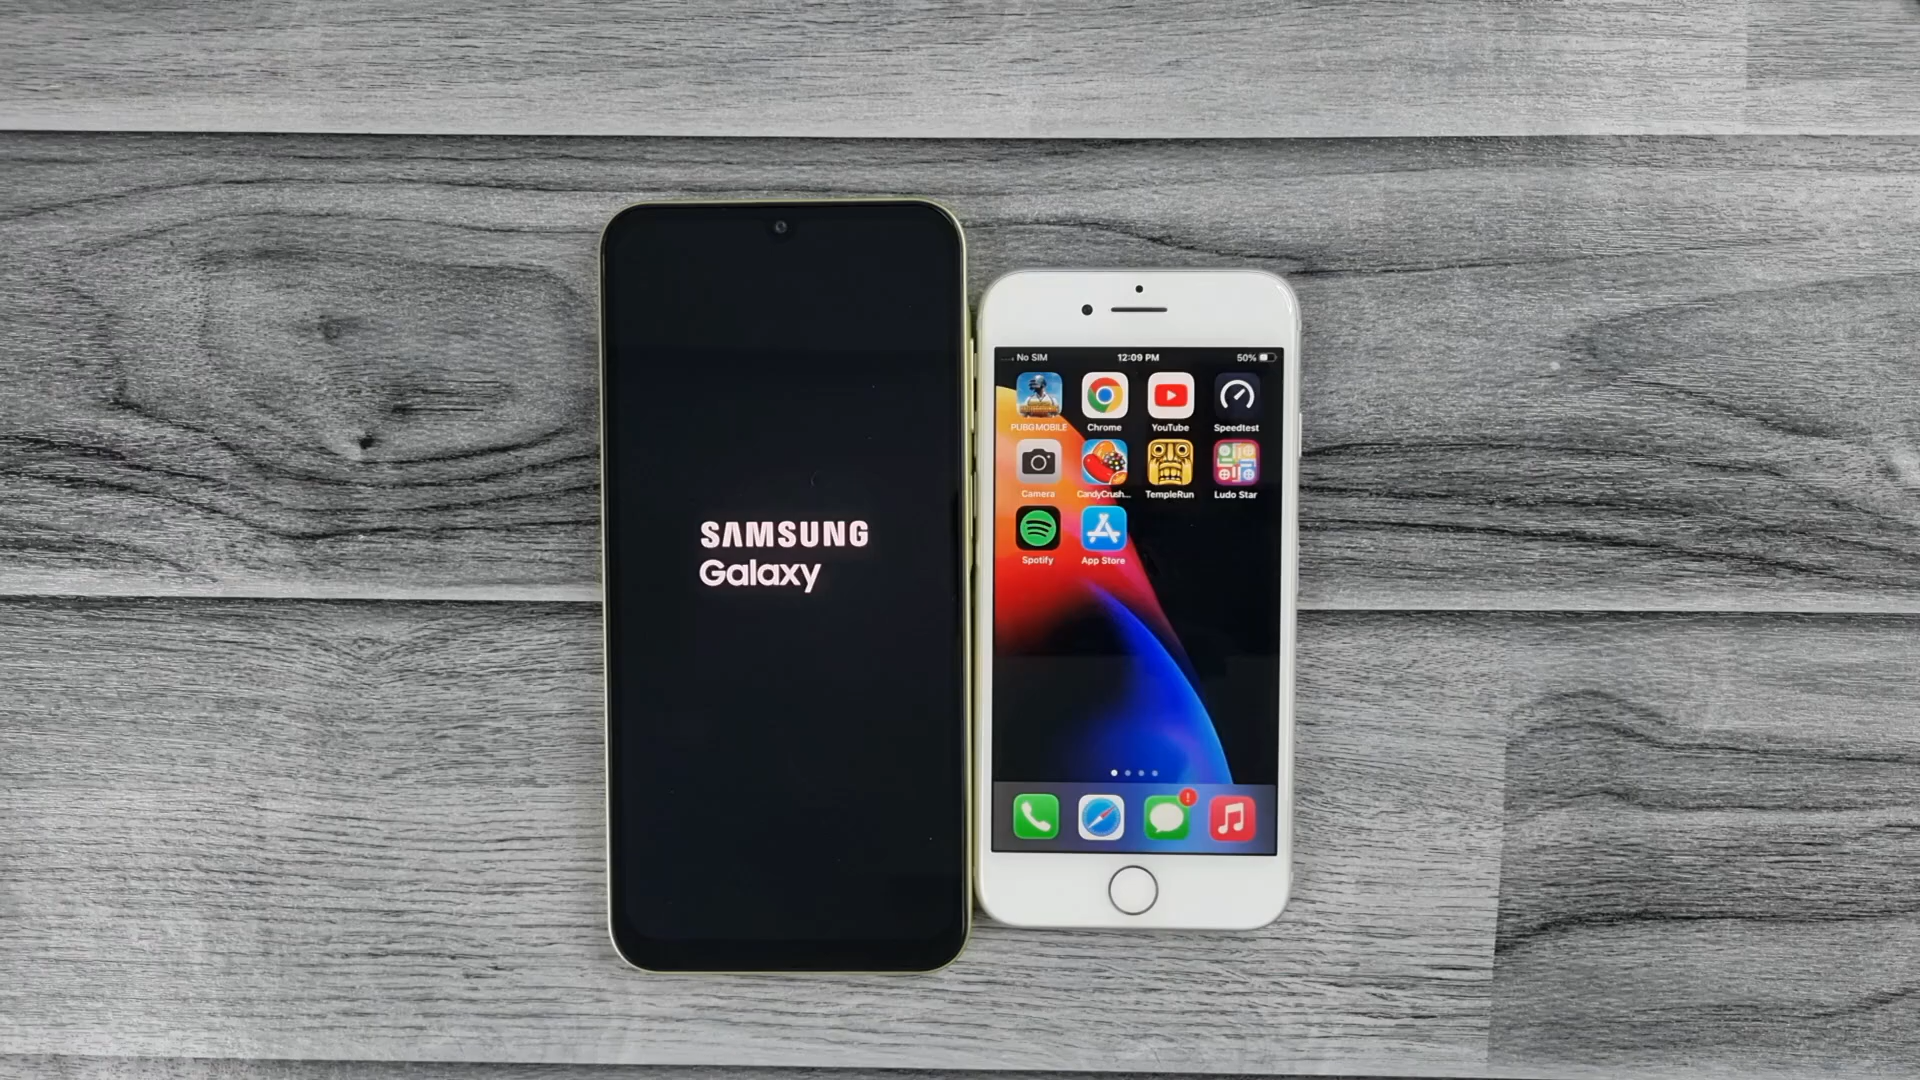 SAMSUNG
Galaxy
No SIM 12:09 PM 50%
PUBG MOBILE Chrome YouTube Speedtest
Camera CandyCrush... TempleRun Ludo Star
Spotify App Store